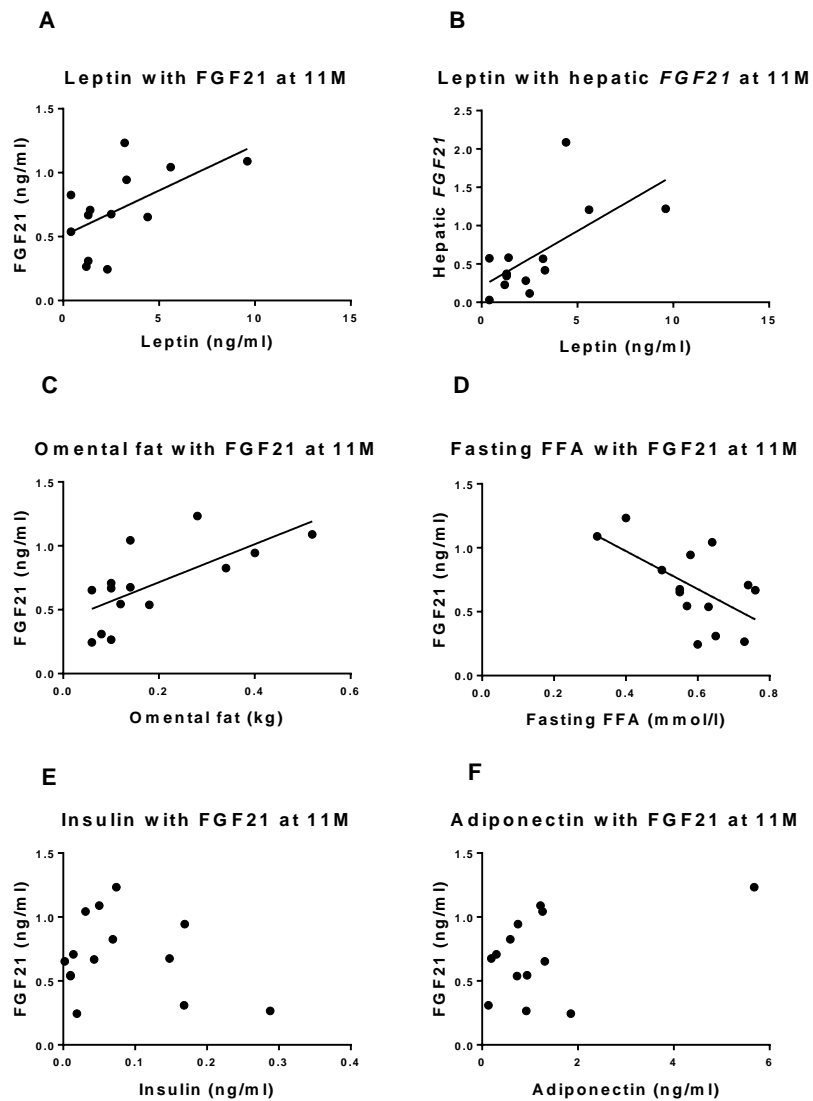 A
Leptin with FGF21 at 11M
1.5
1.0
0.5
0.0
0
5
10
15
FGF21 (ng/ml)
Leptin (ng/ml)
B
Leptin with hepatic FGF21 at 11M
2.5
2.0
1.5
1.0
0.5
0.0
0
5
10
15
Hepatic FGF21
Leptin (ng/ml)
C
Omental fat with FGF21 at 11M
1.5
1.0
0.5
0.0
0.0
0.2
0.4
0.6
FGF21 (ng/ml)
Omental fat (kg)
D
Fasting FFA with FGF21 at 11M
1.5
1.0
0.5
0.0
0.0
0.2
0.4
0.6
0.8
FGF21 (ng/ml)
Fasting FFA (mmol/l)
E
Insulin with FGF21 at 11M
1.5
1.0
0.5
0.0
0.0
0.1
0.2
0.3
0.4
FGF21 (ng/ml)
Insulin (ng/ml)
F
Adiponectin with FGF21 at 11M
1.5
1.0
0.5
0.0
0
2
4
6
FGF21 (ng/ml)
Adiponectin (ng/ml)